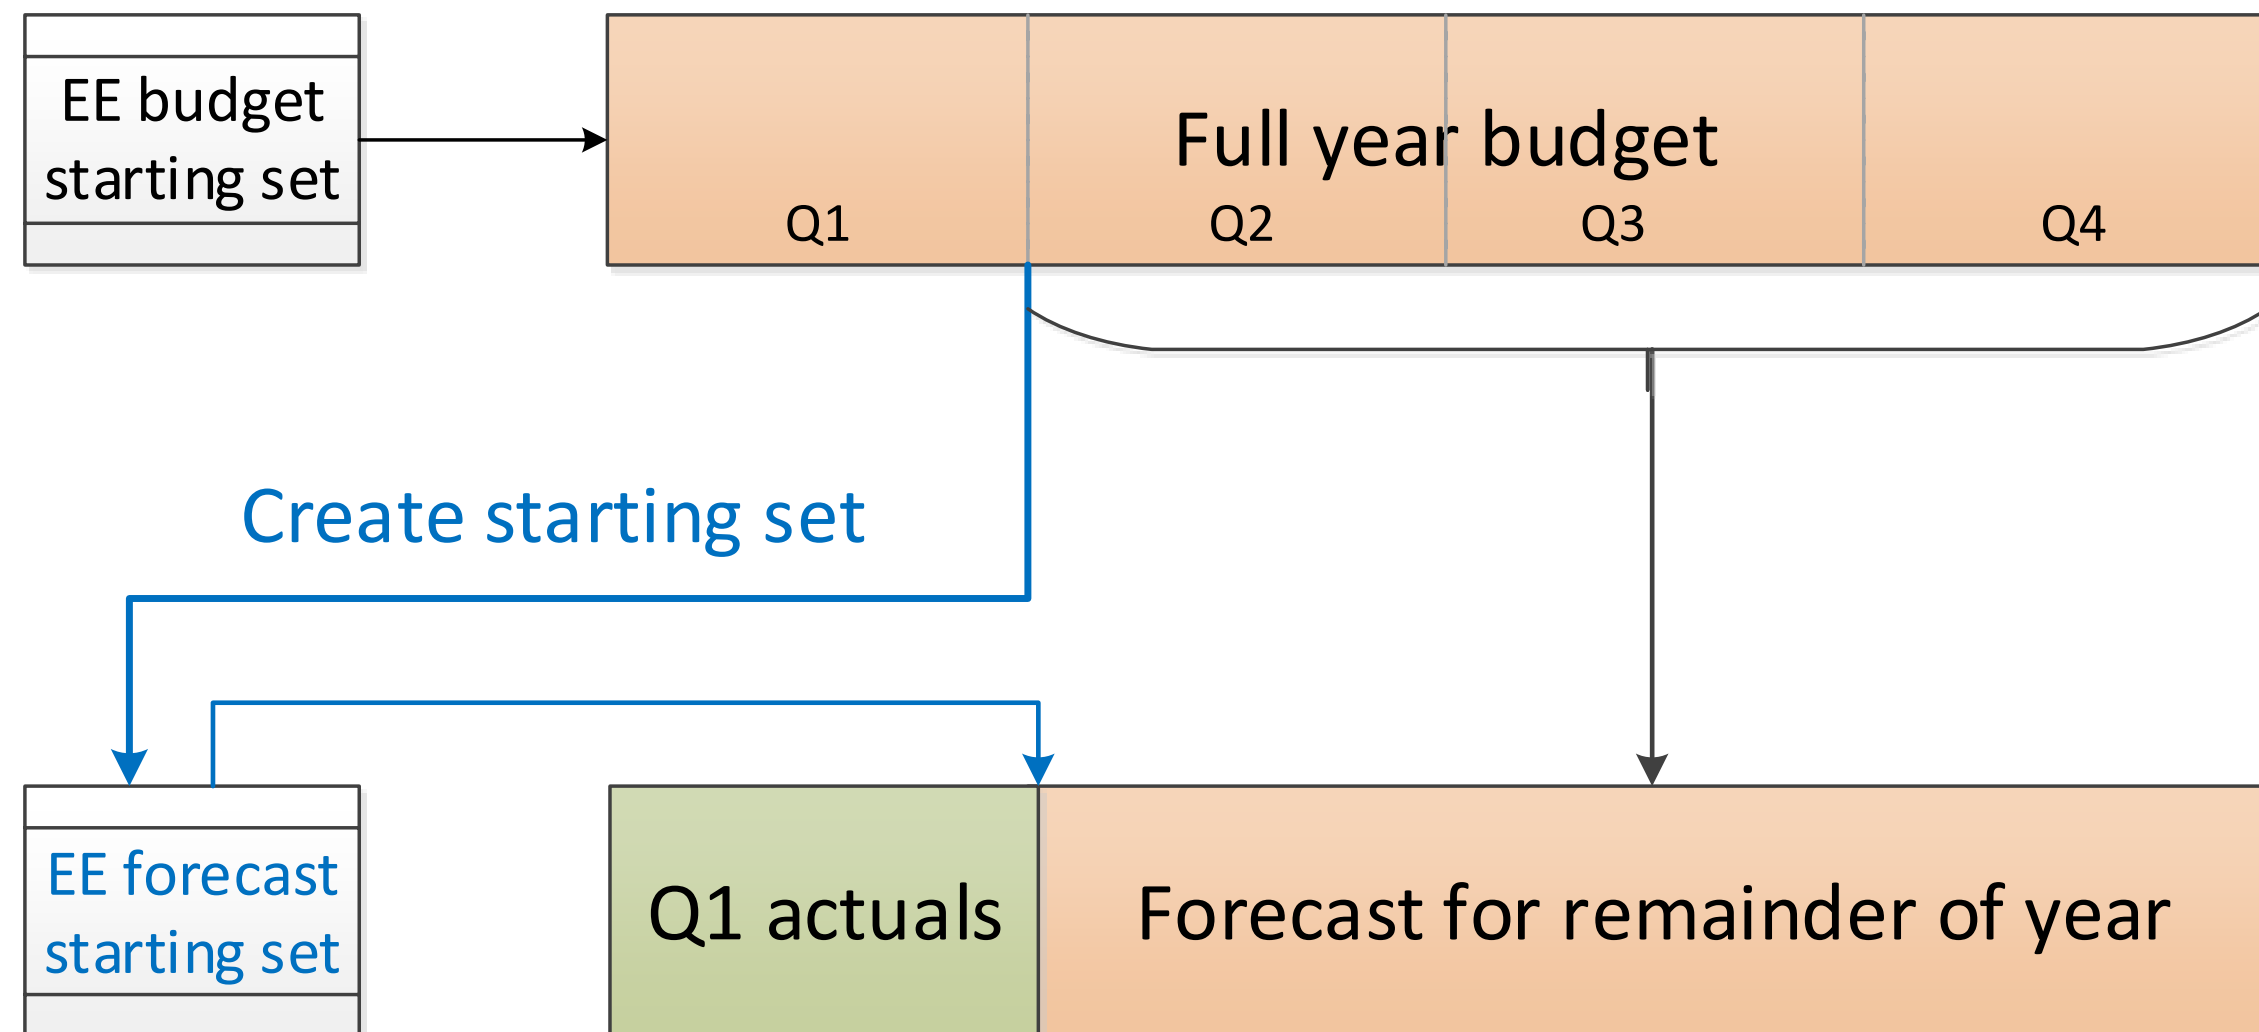 EE budget
starting set
Full year budget
Q1
Q2
Q3
Q4
Create starting set
EE forecast
starting set
Q1 actuals
Forecast for remainder of year